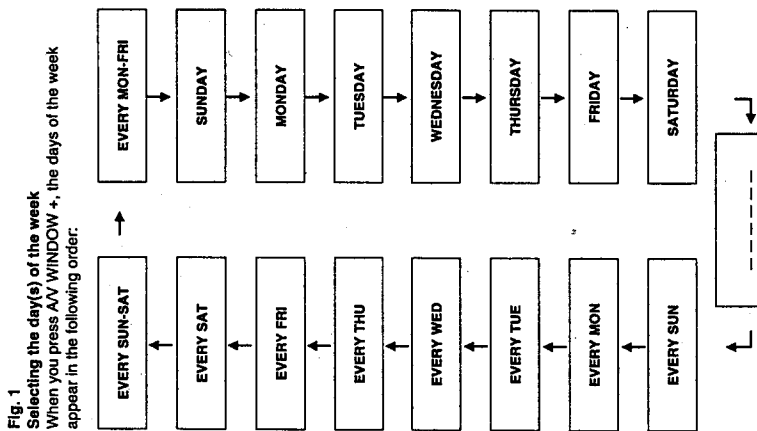 Fig. 1
Selecting the day(s) of the week
When you press A/V WINDOW +, the days of the week
appear in the following order:
EVERY SUN-SAT
EVERY SAT
EVERY FRI
EVERY THU
EVERY WED
EVERY TUE
EVERY MON
EVERY SUN
EVERY MON-FRI
SUNDAY
MONDAY
TUESDAY
WEDNESDAY
THURSDAY
FRIDAY
SATURDAY
------